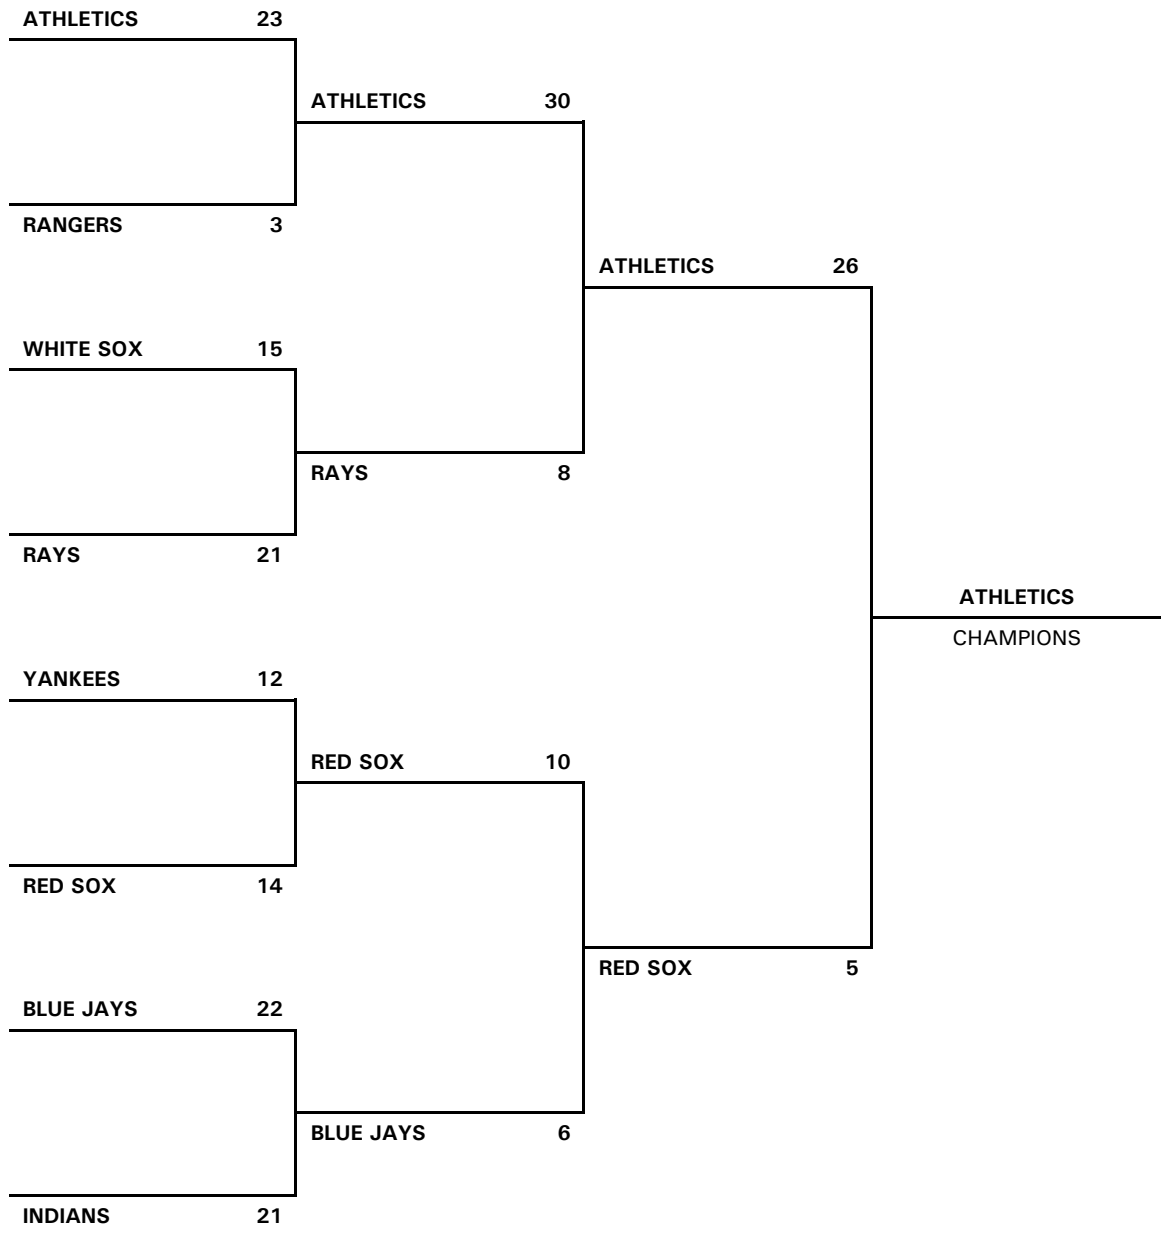 ATHLETICS 23
ATHLETICS 30
RANGERS 3
ATHLETICS 26
WHITE SOX 15
RAYS 8
RAYS 21
ATHLETICS
CHAMPIONS
YANKEES 12
RED SOX 10
RED SOX 14
RED SOX 5
BLUE JAYS 22
BLUE JAYS 6
INDIANS 21